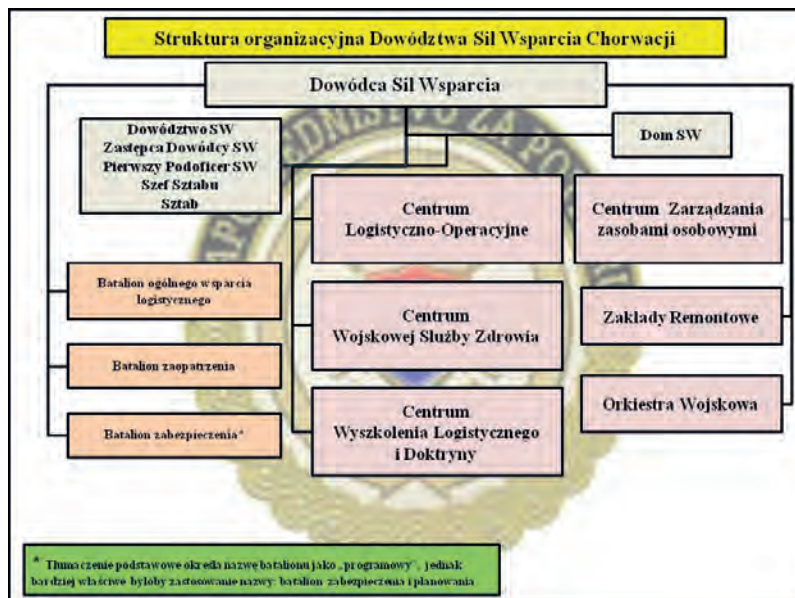 Struktura organizacyjna Dowództwa Sił Wsparcia Chorwacji
Dowódca Sił Wsparcia
Dowództwo SW
Zastępca Dowódcy SW
Pierwszy Podoficer SW
Szef Sztabu
Sztab
Dom SW
Centrum
Logistyczno-Operacyjne
Centrum Zarządzania
zasobami osobowymi
Batalion ogólnego wsparcia
logistycznego
Centrum
Wojskowej Służby Zdrowia
Zakłady Remontowe
Batalion zaopatrzenia
Centrum
Wyszkolenia Logistycznego
i Doktryny
Orkiestra Wojskowa
Batalion zabezpieczenia*
* Tłumaczenie podstawowe określa nazwę batalionu jako „programowy”, jednak
bardziej właściwe byłoby zastosowanie nazwy: batalion zabezpieczenia i planowania